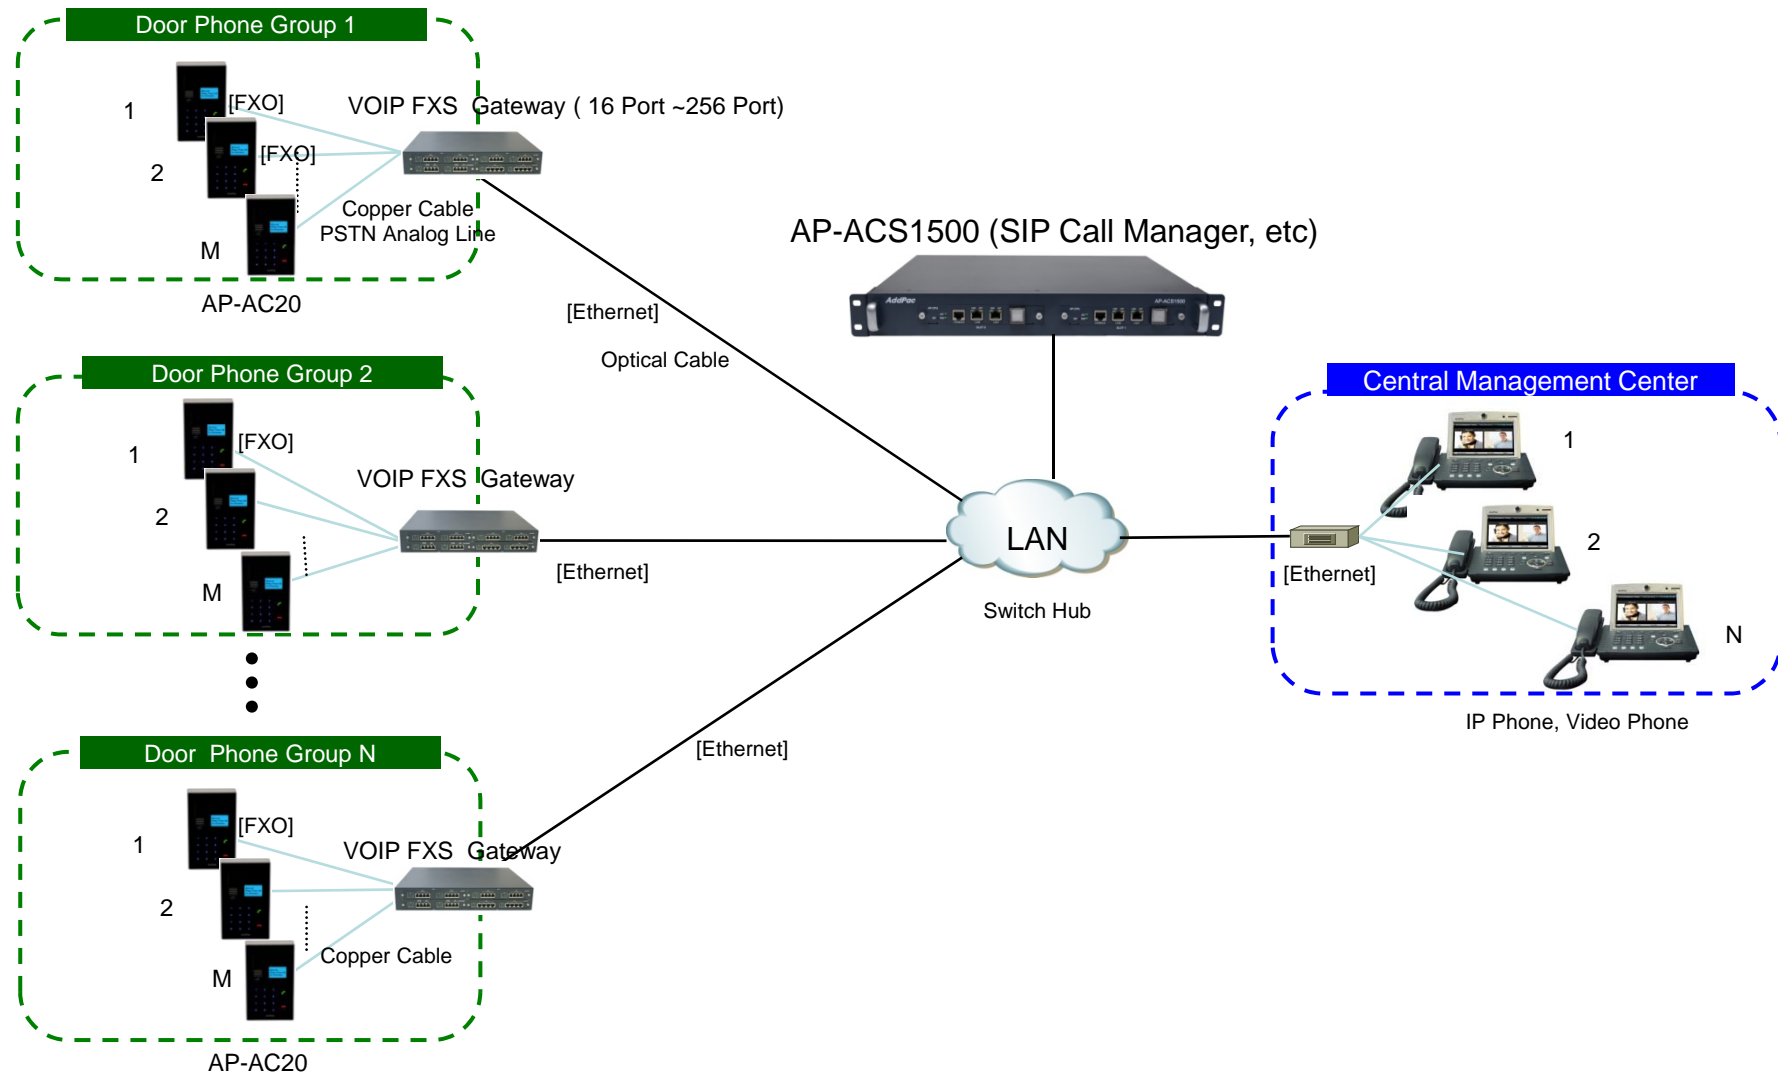 Door Phone Group 1
1
[FXO]
VOIP FXS Gateway ( 16 Port ~256 Port)
2
[FXO]
Copper Cable
PSTN Analog Line
M
AP-AC20
AP-ACS1500 (SIP Call Manager, etc)
AddPac
AP-ACS1500
[Ethernet]
Optical Cable
Door Phone Group 2
1
[FXO]
VOIP FXS Gateway
2
M
[Ethernet]
LAN
Switch Hub
Central Management Center
1
2
[Ethernet]
N
IP Phone, Video Phone
[Ethernet]
Door Phone Group N
1
[FXO]
VOIP FXS Gateway
2
Copper Cable
M
AP-AC20